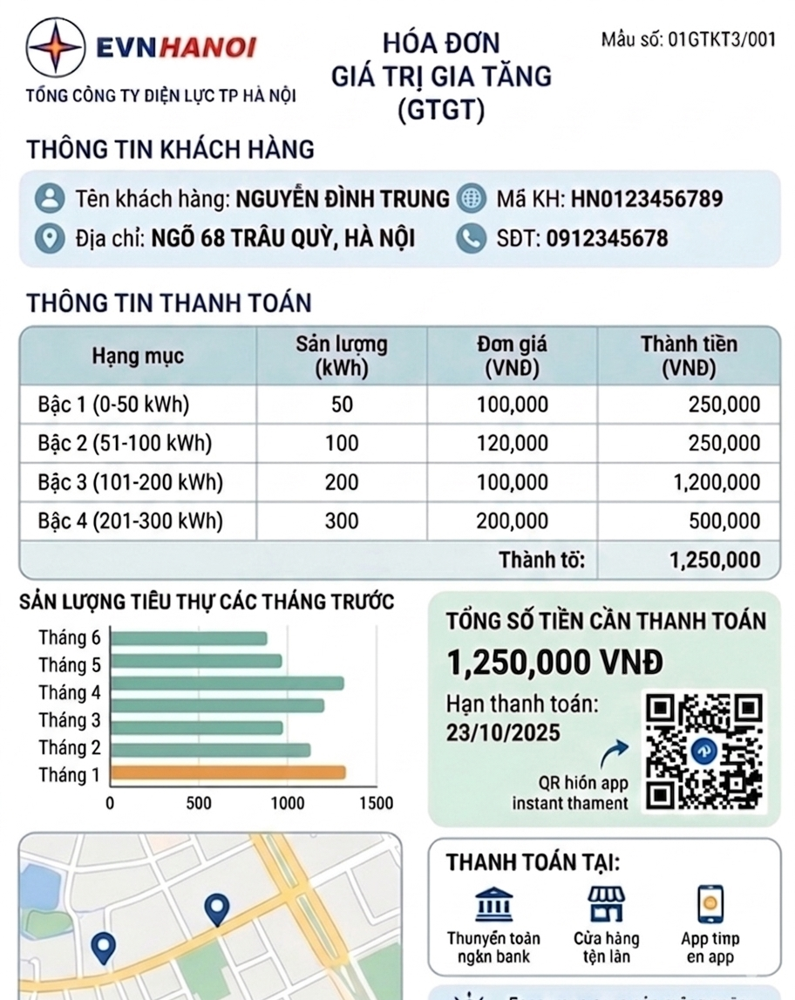 EVNHANOI
TỔNG CÔNG TY ĐIỆN LỰC TP HÀ NỘI
HÓA ĐƠN
GIÁ TRỊ GIA TĂNG
(GTGT)
Mẫu số: 01GTKT3/001
THÔNG TIN KHÁCH HÀNG
Tên khách hàng: NGUYỄN ĐÌNH TRUNG Mã KH: HN0123456789
Địa chỉ: NGÕ 68 TRÂU QUỲ, HÀ NỘI SĐT: 0912345678
THÔNG TIN THANH TOÁN
Hạng mục Sản lượng (kWh) Đơn giá (VNĐ) Thành tiền (VNĐ)
Bậc 1 (0-50 kWh) 50 100,000 250,000
Bậc 2 (51-100 kWh) 100 120,000 250,000
Bậc 3 (101-200 kWh) 200 100,000 1,200,000
Bậc 4 (201-300 kWh) 300 200,000 500,000
Thành tố: 1,250,000
SẢN LƯỢNG TIÊU THỤ CÁC THÁNG TRƯỚC
Tháng 6
Tháng 5
Tháng 4
Tháng 3
Tháng 2
Tháng 1
0 500 1000 1500
TỔNG SỐ TIỀN CẦN THANH TOÁN
1,250,000 VNĐ
Hạn thanh toán:
23/10/2025
QR hión app
instant thament
THANH TOÁN TẠI:
Thunyển toàn
ngkn bank
Cửa hàng
tện làn
App tinp
en app